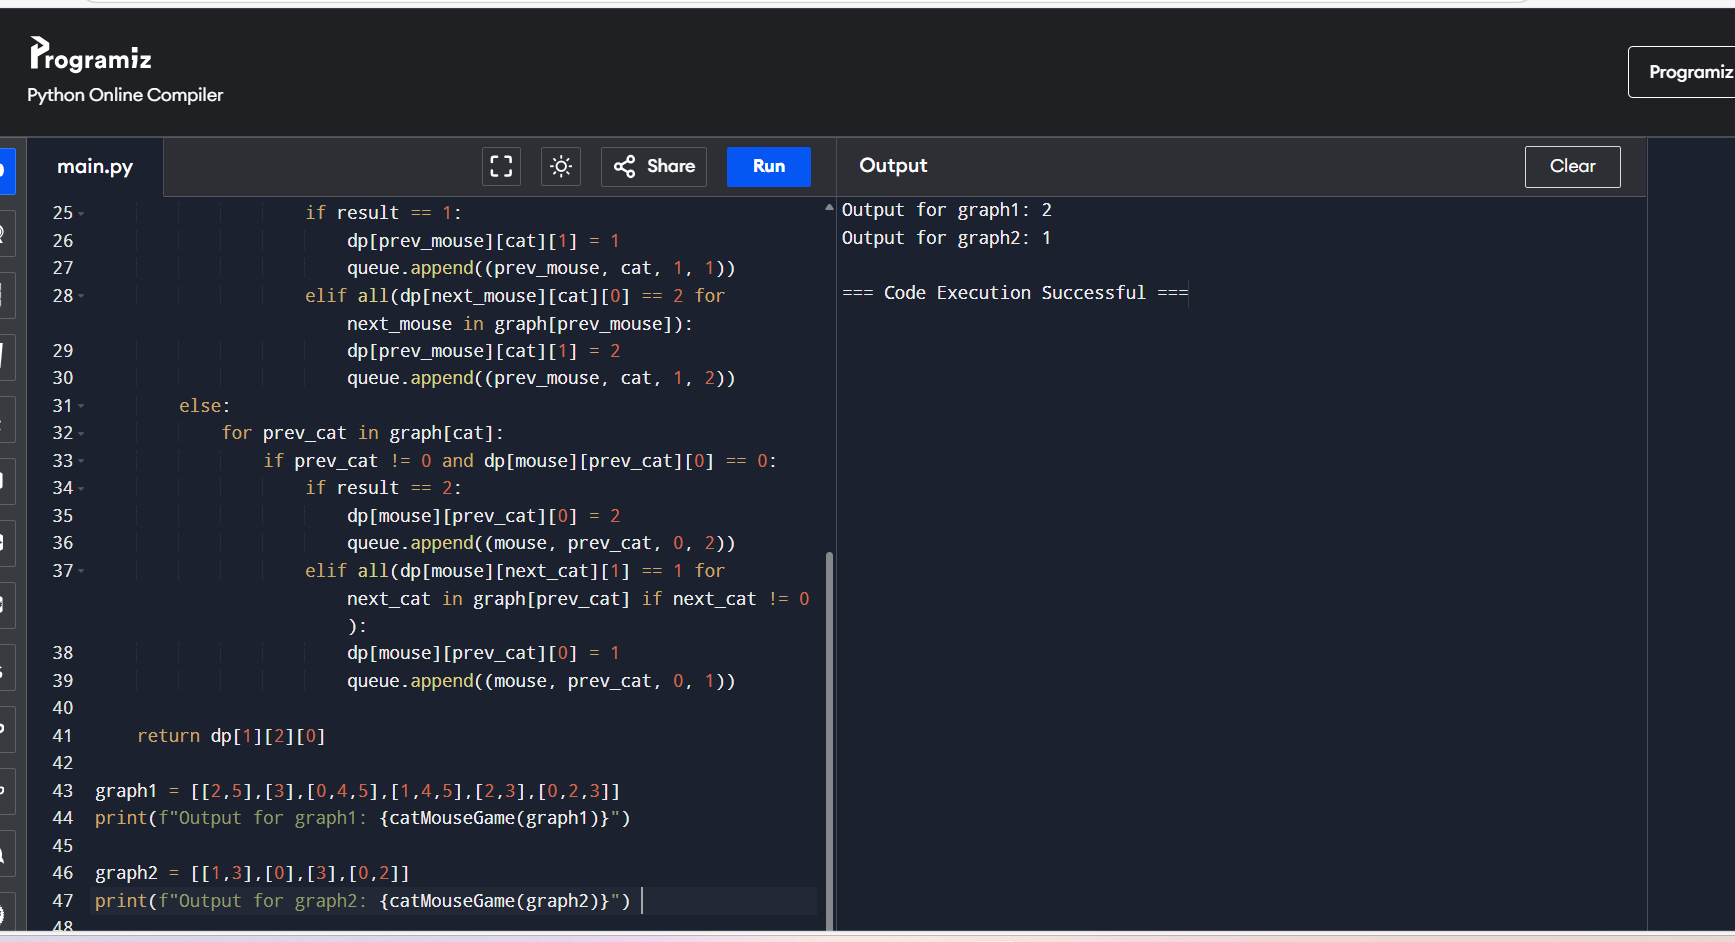 Programiz
Python Online Compiler
Programiz
main.py
Share
Run
Output
Clear
25 if result == 1:
26 dp[prev_mouse][cat][1] = 1
27 queue.append((prev_mouse, cat, 1, 1))
28 elif all(dp[next_mouse][cat][0] == 2 for
next_mouse in graph[prev_mouse]):
29 dp[prev_mouse][cat][1] = 2
30 queue.append((prev_mouse, cat, 1, 2))
31 else:
32 for prev_cat in graph[cat]:
33 if prev_cat != 0 and dp[mouse][prev_cat][0] == 0:
34 if result == 2:
35 dp[mouse][prev_cat][0] = 2
36 queue.append((mouse, prev_cat, 0, 2))
37 elif all(dp[mouse][next_cat][1] == 1 for
next_cat in graph[prev_cat] if next_cat != 0
):
38 dp[mouse][prev_cat][0] = 1
39 queue.append((mouse, prev_cat, 0, 1))
40
41 return dp[1][2][0]
42
43 graph1 = [[2,5],[3],[0,4,5],[1,4,5],[2,3],[0,2,3]]
44 print(f"Output for graph1: {catMouseGame(graph1)}")
45
46 graph2 = [[1,3],[0],[3],[0,2]]
47 print(f"Output for graph2: {catMouseGame(graph2)}")
48
Output for graph1: 2
Output for graph2: 1
=== Code Execution Successful ===